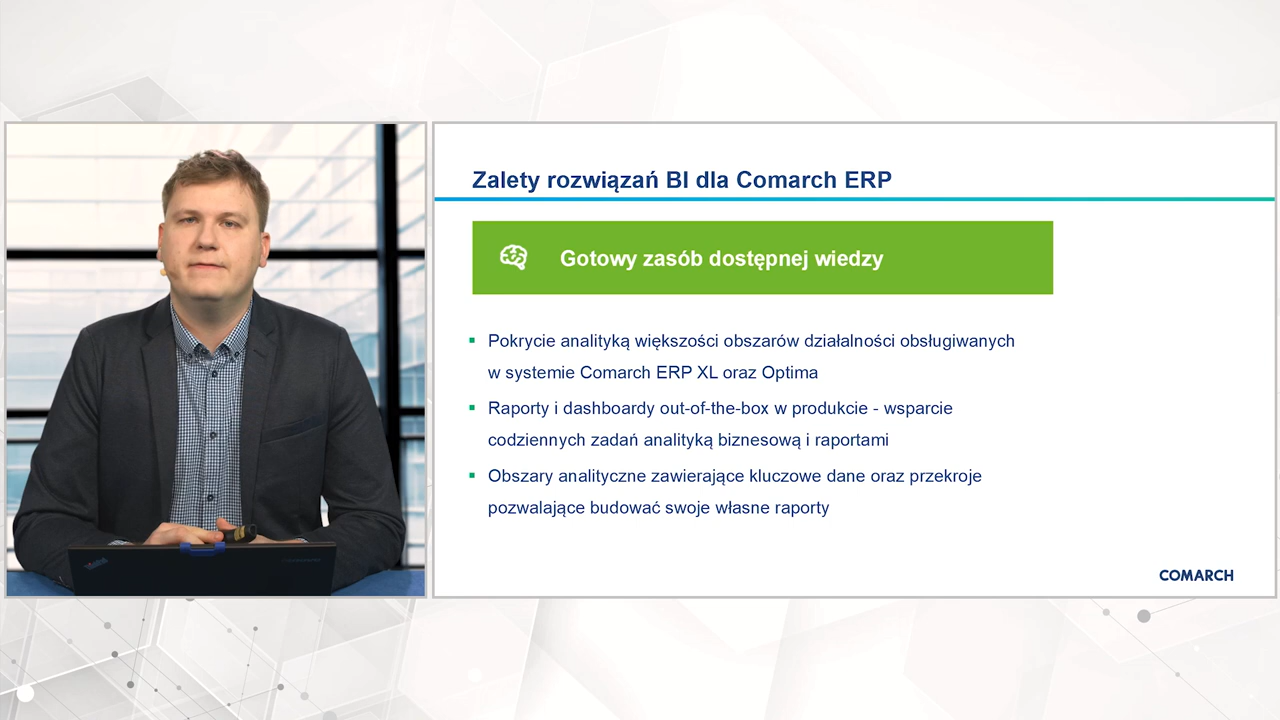 Zalety rozwiązań BI dla Comarch ERP
Gotowy zasób dostępnej wiedzy
Pokrycie analityką większości obszarów działalności obsługiwanych
w systemie Comarch ERP XL oraz Optima
Raporty i dashboardy out-of-the-box w produkcie - wsparcie
codziennych zadań analityką biznesową i raportami
Obszary analityczne zawierające kluczowe dane oraz przekroje
pozwalające budować swoje własne raporty
COMARCH